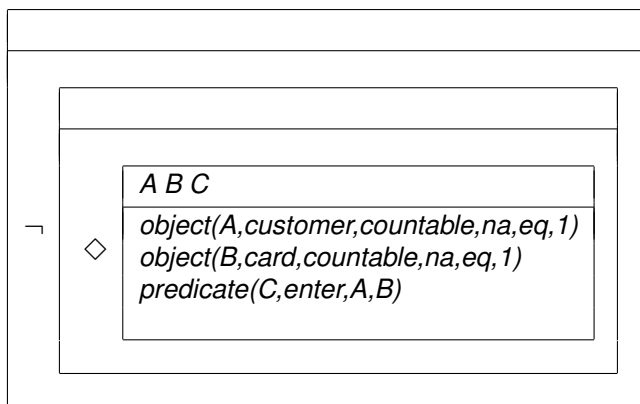 A B C
¬ ◇ object(A,customer,countable,na,eq,1)
object(B,card,countable,na,eq,1)
predicate(C,enter,A,B)